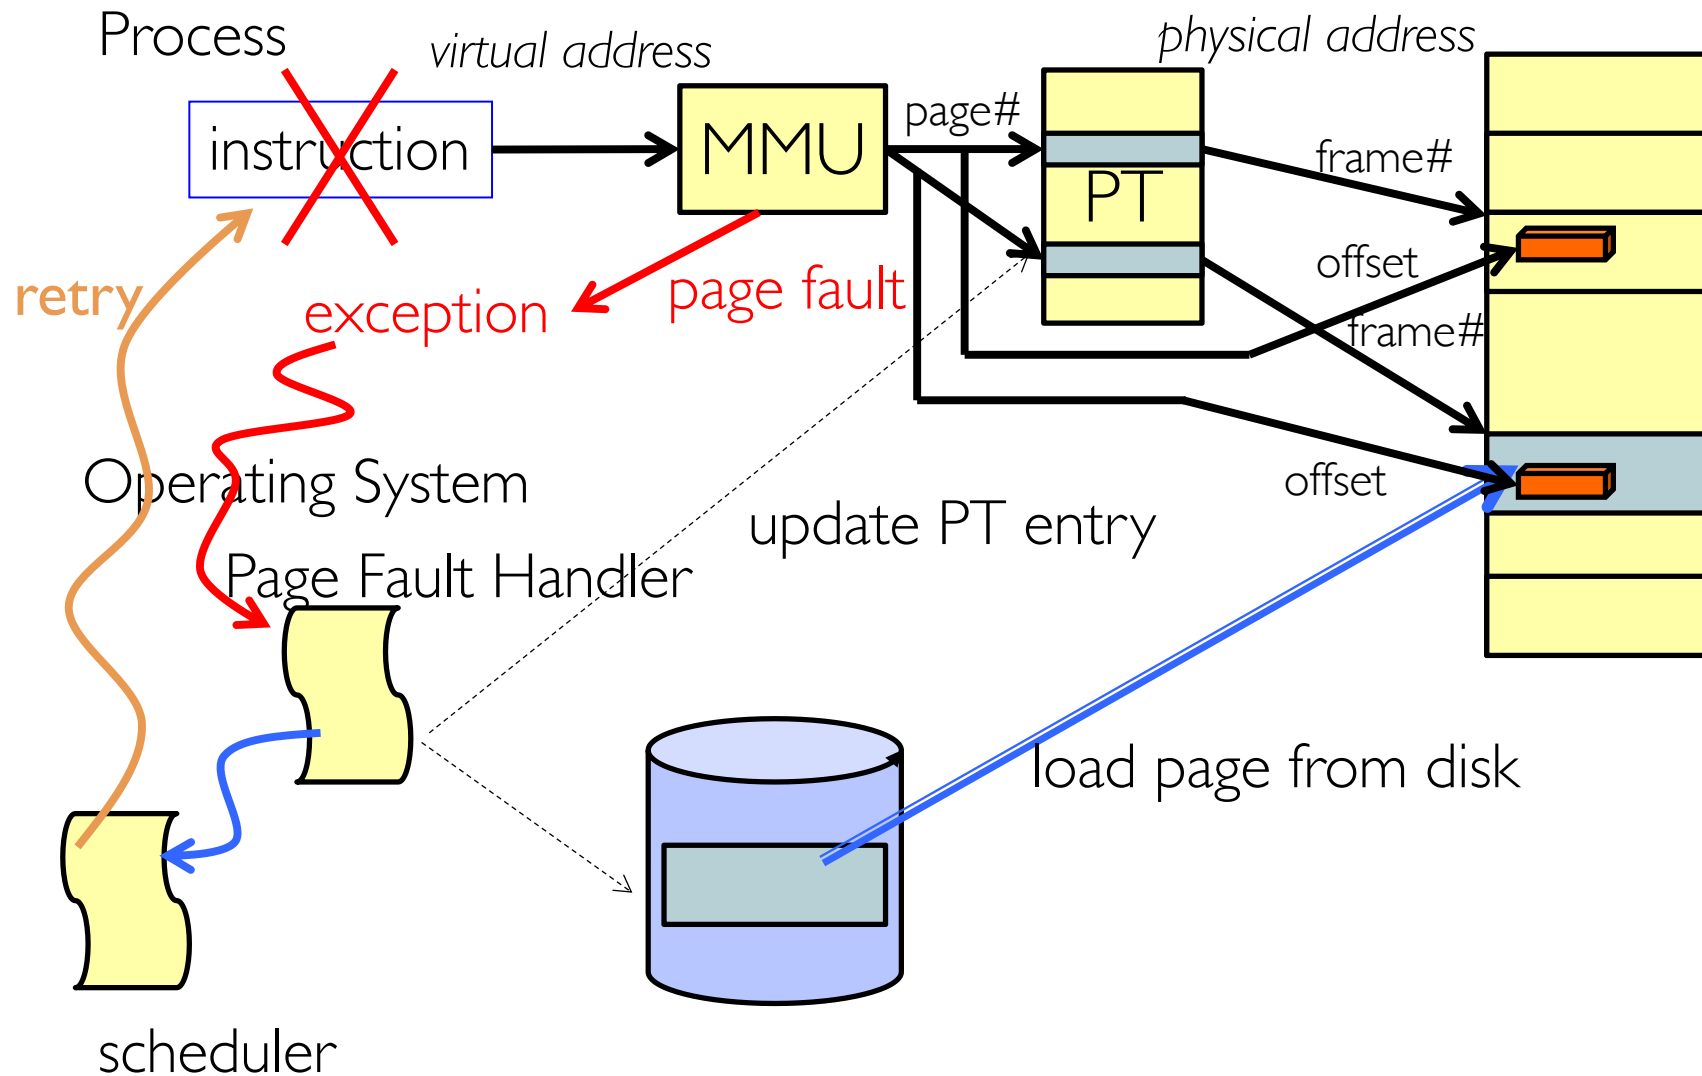 Process
virtual address
physical address
instruction
MMU
page#
PT
frame#
offset
frame#
retry
exception
page fault
offset
Operating System
update PT entry
Page Fault Handler
load page from disk
scheduler